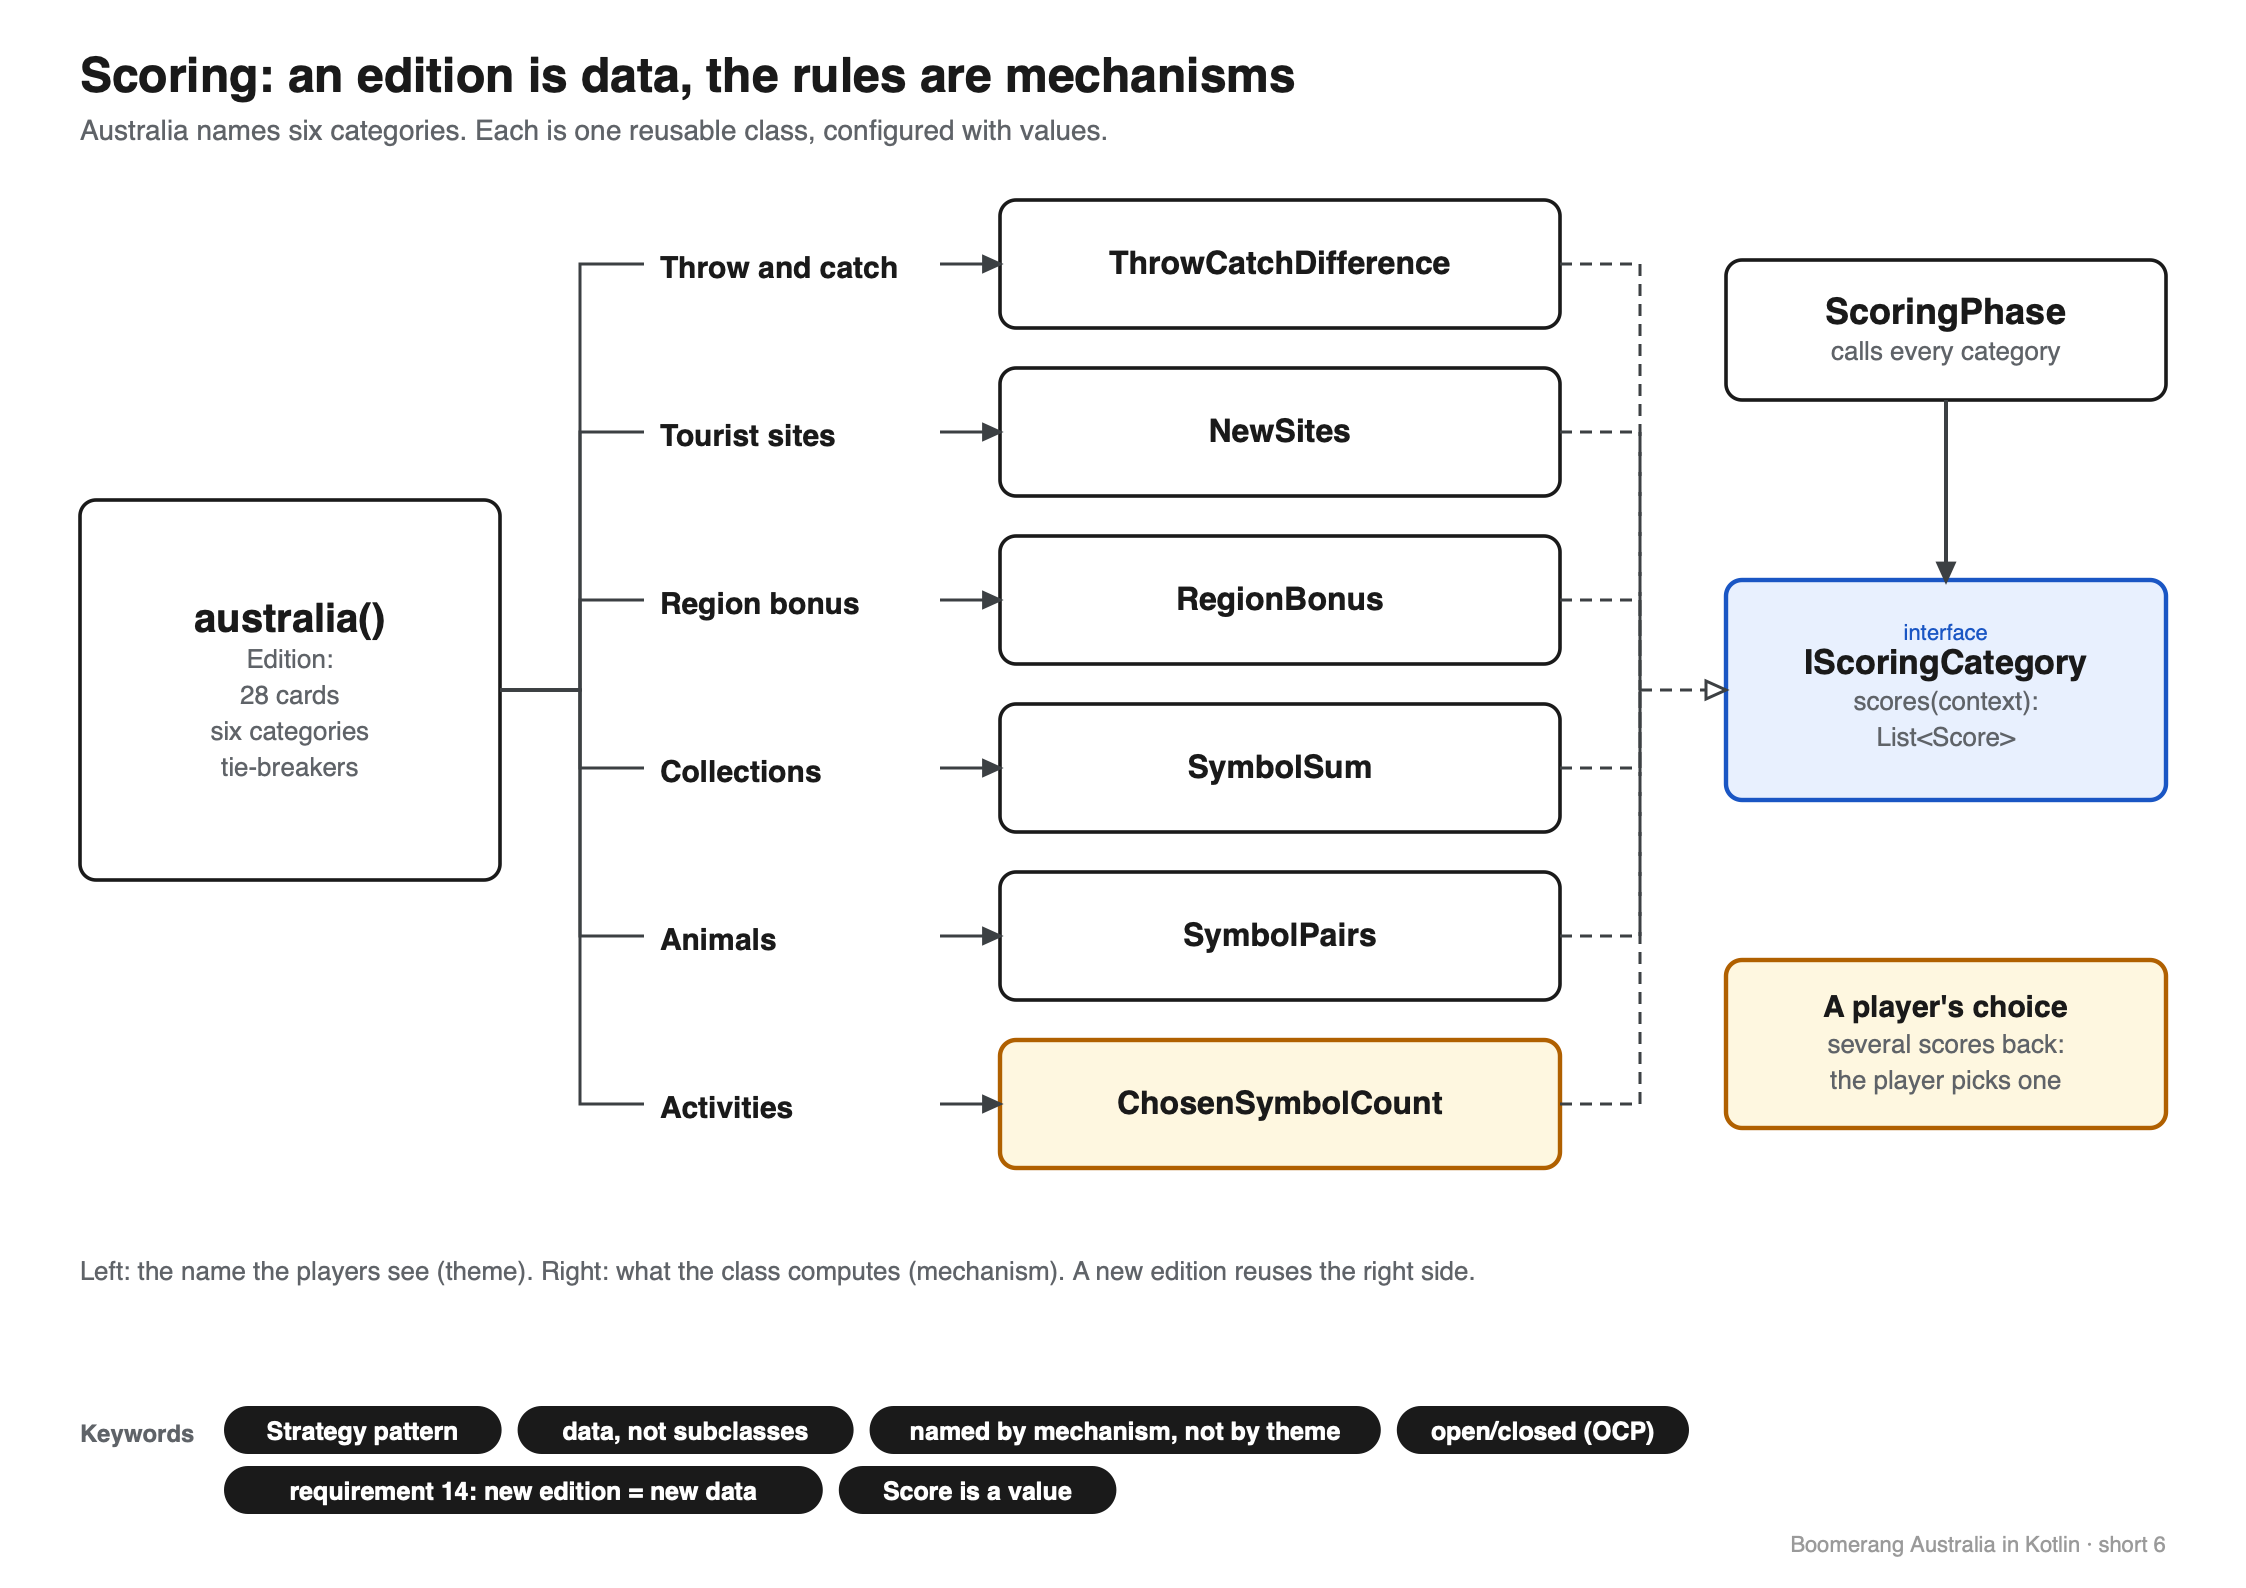 Scoring: an edition is data, the rules are mechanisms
Australia names six categories. Each is one reusable class, configured with values.
australia()
Edition:
28 cards
six categories
tie-breakers
Throw and catch
ThrowCatchDifference
Tourist sites
NewSites
Region bonus
RegionBonus
Collections
SymbolSum
Animals
SymbolPairs
Activities
ChosenSymbolCount
ScoringPhase
calls every category
interface
IScoringCategory
scores(context):
List<Score>
A player's choice
several scores back:
the player picks one
Left: the name the players see (theme). Right: what the class computes (mechanism). A new edition reuses the right side.
Keywords
Strategy pattern
data, not subclasses
named by mechanism, not by theme
open/closed (OCP)
requirement 14: new edition = new data
Score is a value
Boomerang Australia in Kotlin · short 6